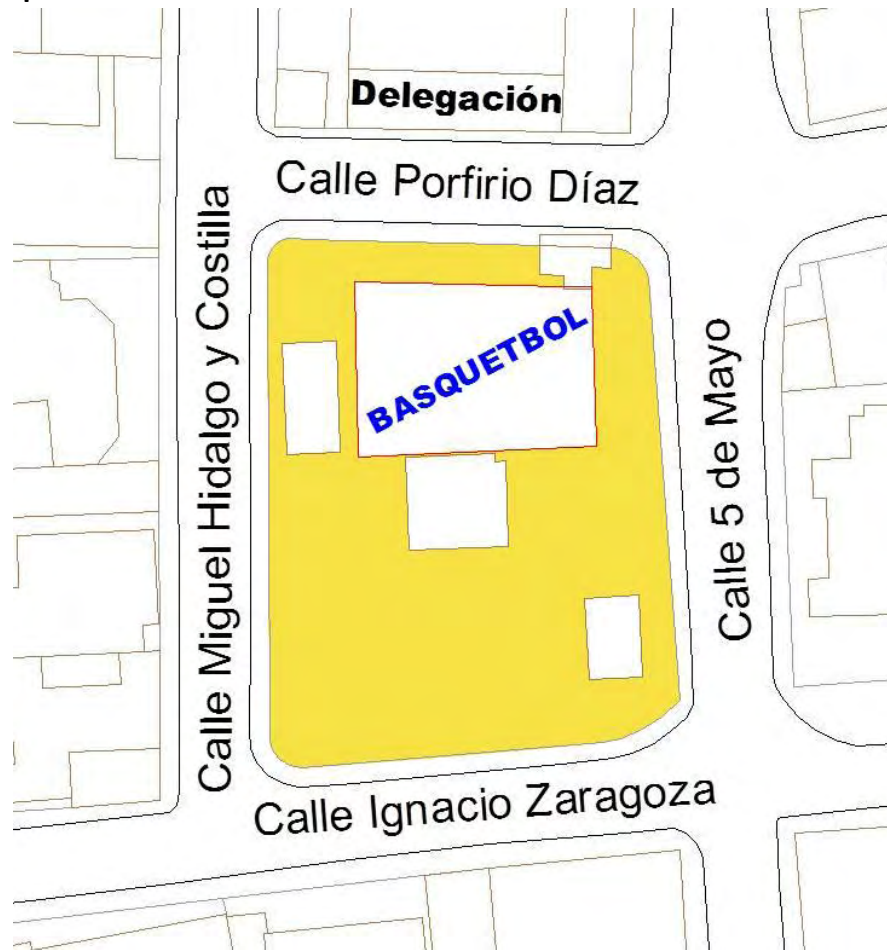 Delegación
Calle Porfirio Díaz
Calle Miguel Hidalgo y Costilla
BASQUETBOL
Calle 5 de Mayo
Calle Ignacio Zaragoza